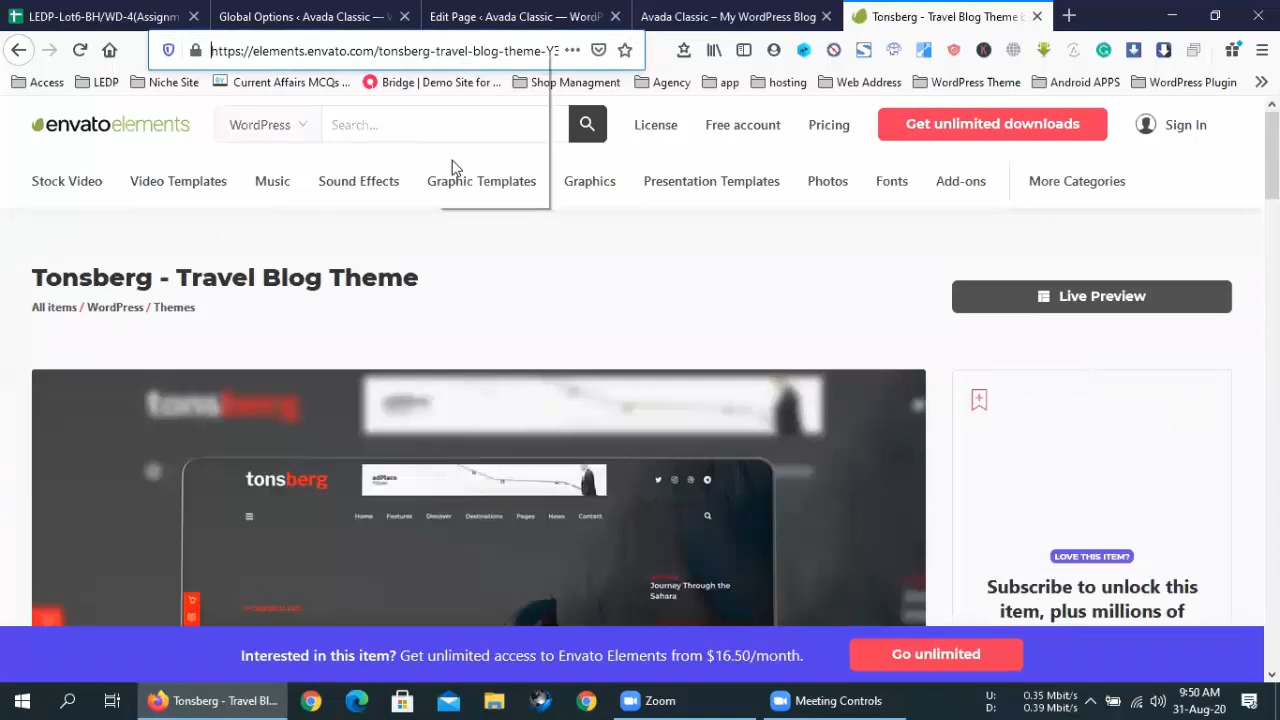 LEDP-Lot6-BH/WD-4(Assignm
Global Options ‹ Avada Classic — V
Edit Page ‹ Avada Classic — WordP
Avada Classic – My WordPress Blog
Tonsberg - Travel Blog Theme b
https://elements.envato.com/tonsberg-travel-blog-theme-Y
Access
LEDP
Niche Site
Current Affairs MCQs ...
Bridge | Demo Site for ...
Shop Managment
Agency
app
hosting
Web Address
WordPress Theme
Android APPS
WordPress Plugin
envatoelements
WordPress
Search...
License
Free account
Pricing
Get unlimited downloads
Sign In
Stock Video
Video Templates
Music
Sound Effects
Graphic Templates
Graphics
Presentation Templates
Photos
Fonts
Add-ons
More Categories
Tonsberg - Travel Blog Theme
All items / WordPress / Themes
Live Preview
tonsberg
tonsberg
adPlace
Home
Features
Discover
Destinations
Pages
News
Contact
Journey Through the
Sahara
LOVE THIS ITEM?
Subscribe to unlock this
item, plus millions of
Interested in this item? Get unlimited access to Envato Elements from $16.50/month.
Go unlimited
Tonsberg - Travel Bl...
Zoom
Meeting Controls
U: 0.35 Mbit/s
D: 0.39 Mbit/s
9:50 AM
31-Aug-20